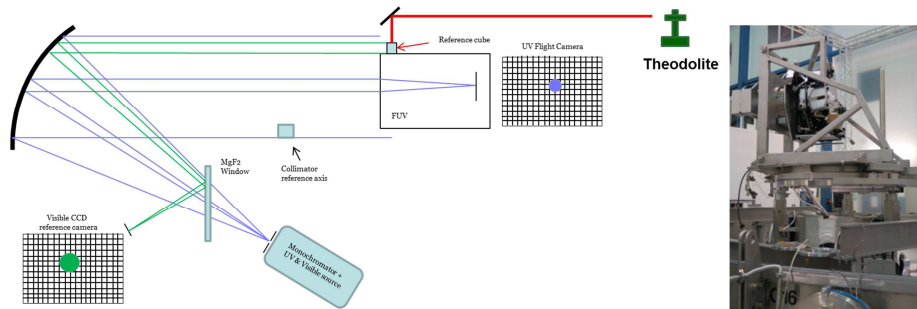 Reference cube
UV Flight Camera
Theodolite
FUV
MgF2
Window
Collimator
reference axis
Visible CCD
reference camera
Monochromator +
UV & Visible source